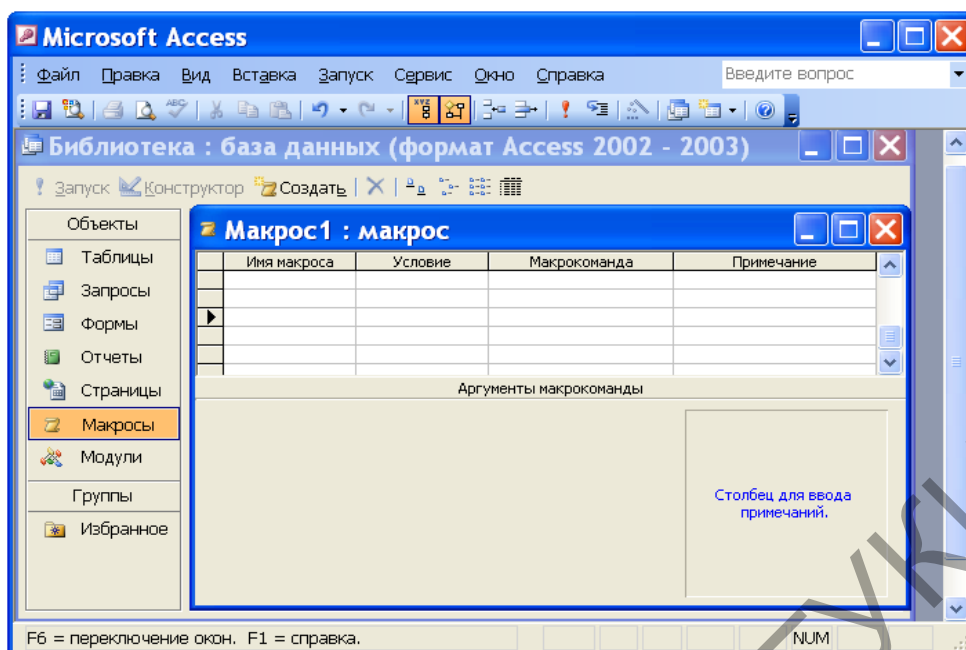 Microsoft Access
Файл Правка Вид Вставка Запуск Сервис Окно Справка Введите вопрос
Библиотека : база данных (формат Access 2002 - 2003)
Запуск Конструктор Создать
Объекты
Таблицы
Запросы
Формы
Отчеты
Страницы
Макросы
Модули
Группы
Избранное
Макрос1 : макрос
Имя макроса Условие Макрокоманда Примечание
Аргументы макрокоманды
Столбец для ввода
примечаний.
F6 = переключение окон. F1 = справка. NUM